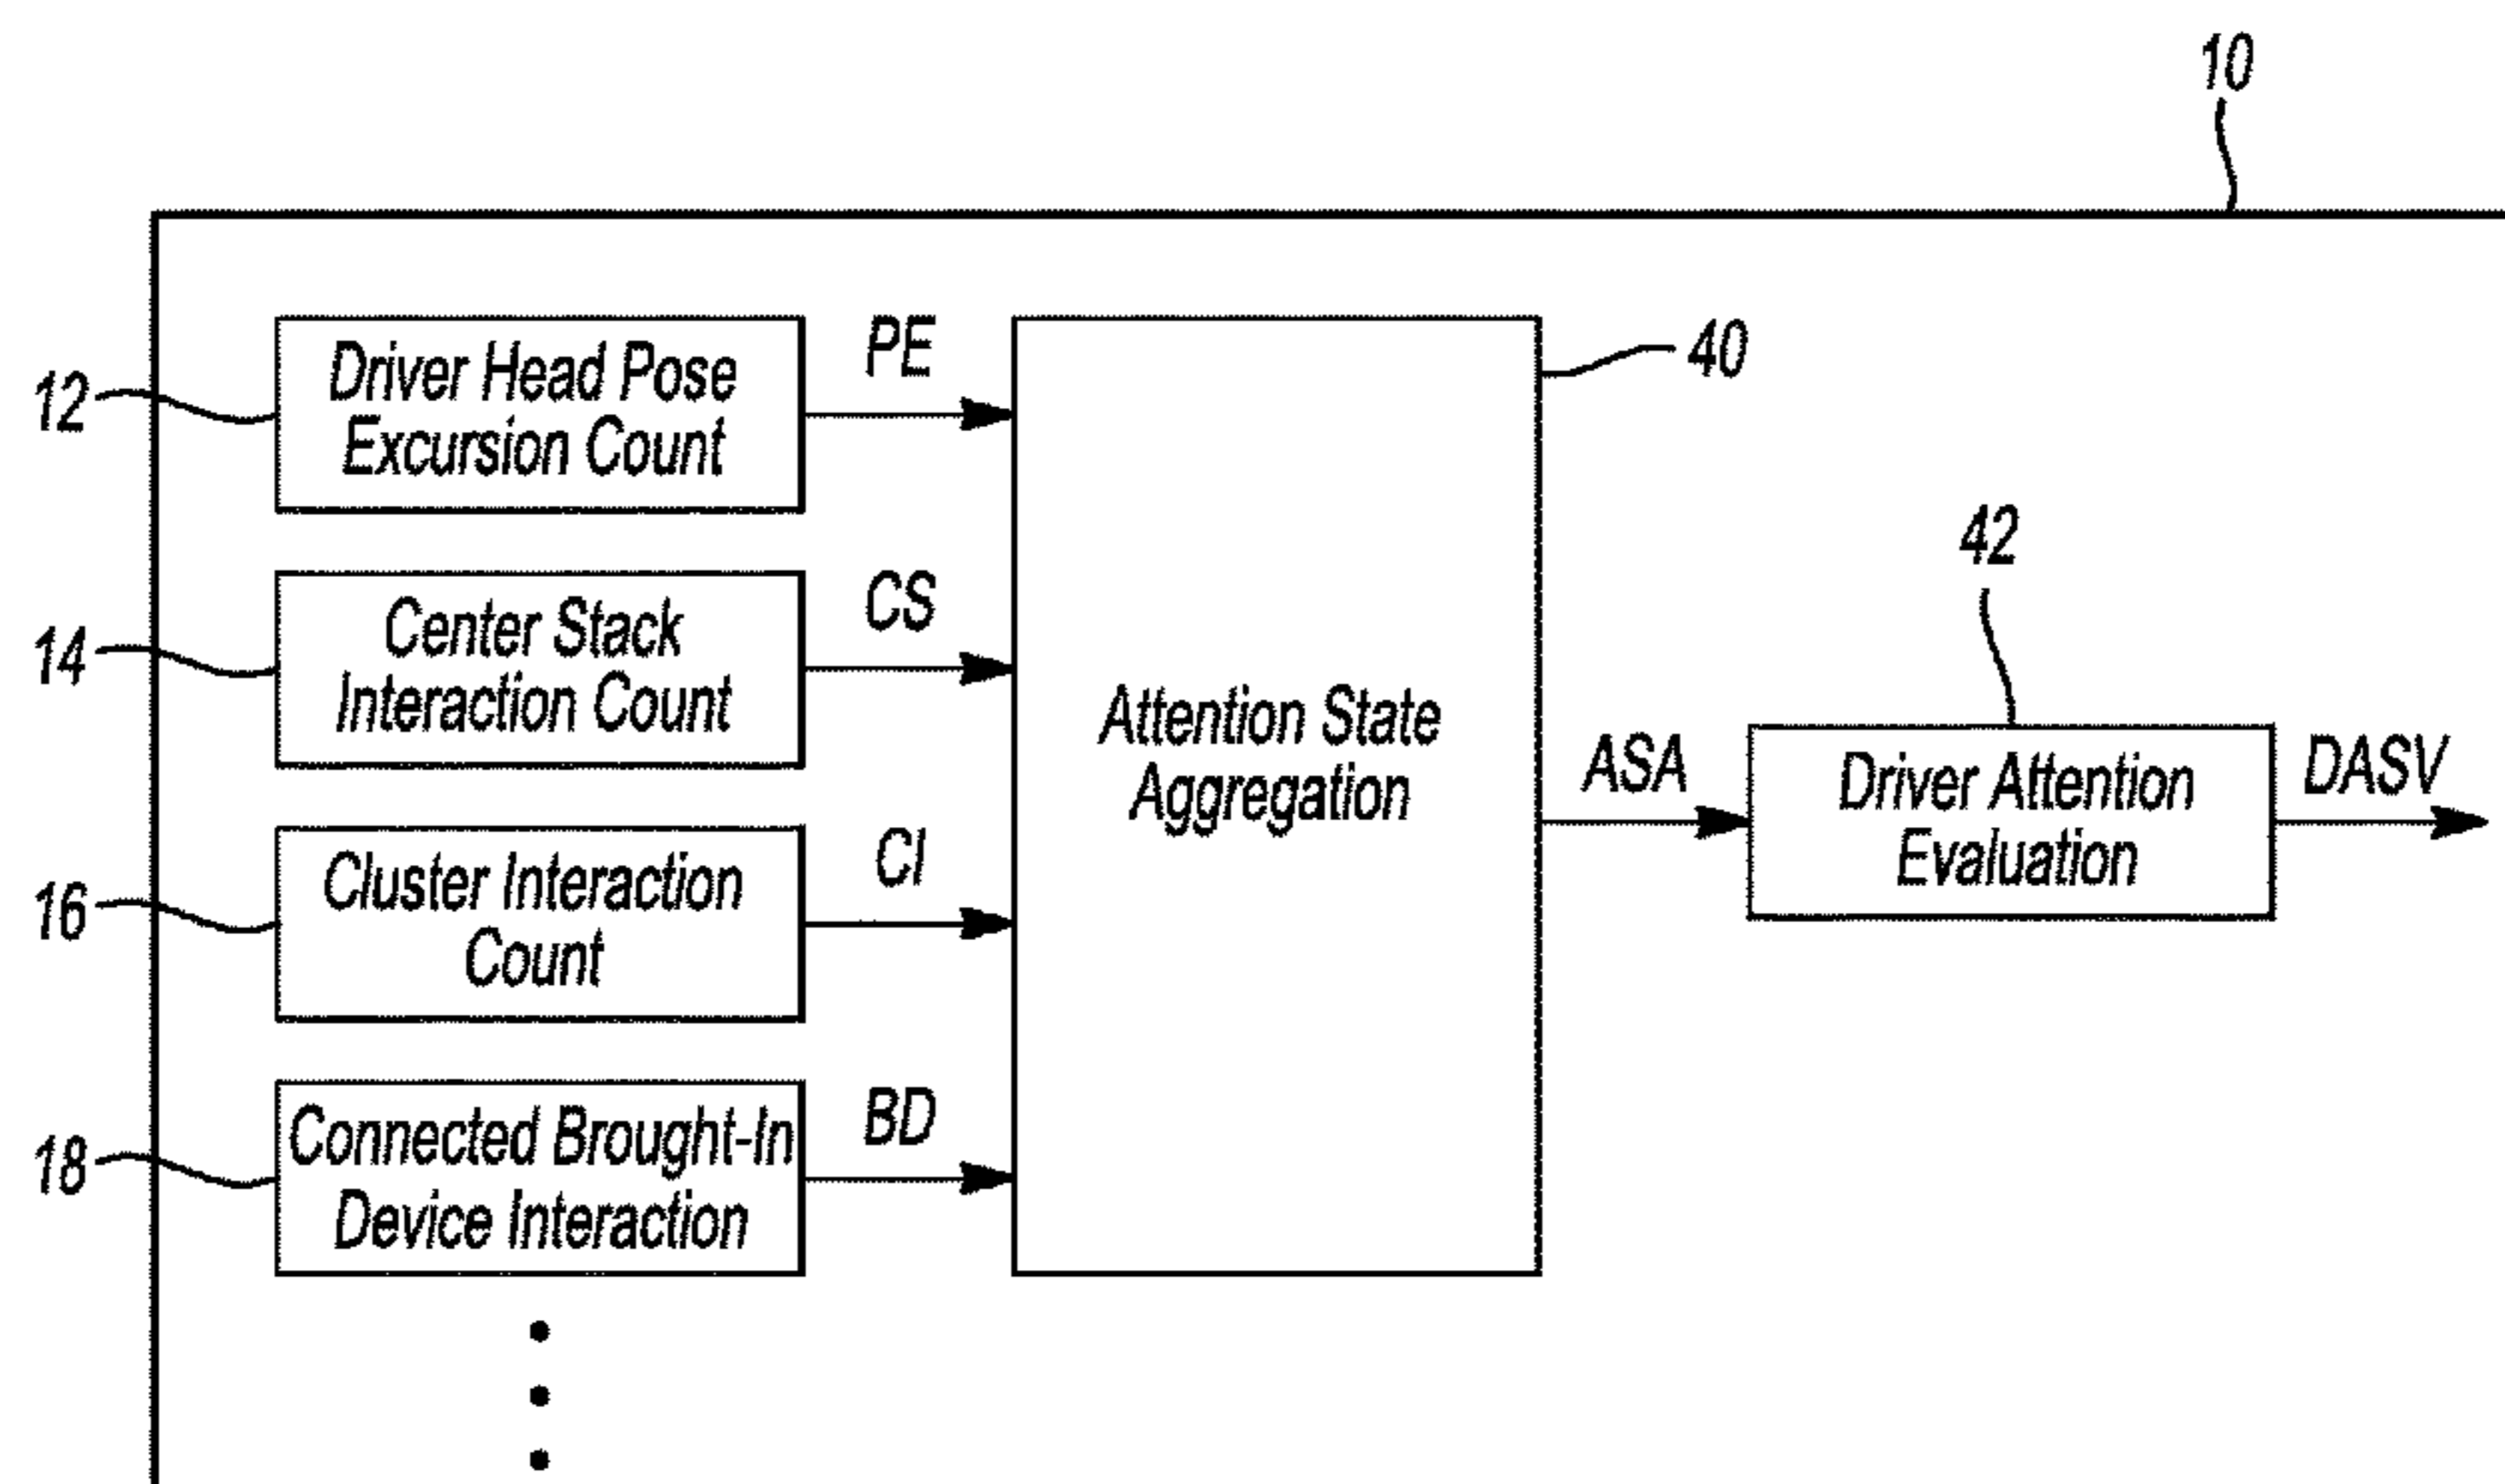 10
12
Driver Head Pose
Excursion Count
PE
40
14
Center Stack
Interaction Count
CS
Attention State
Aggregation
42
16
Cluster Interaction
Count
CI
ASA
Driver Attention
Evaluation
DASV
18
Connected Brought-In
Device Interaction
BD